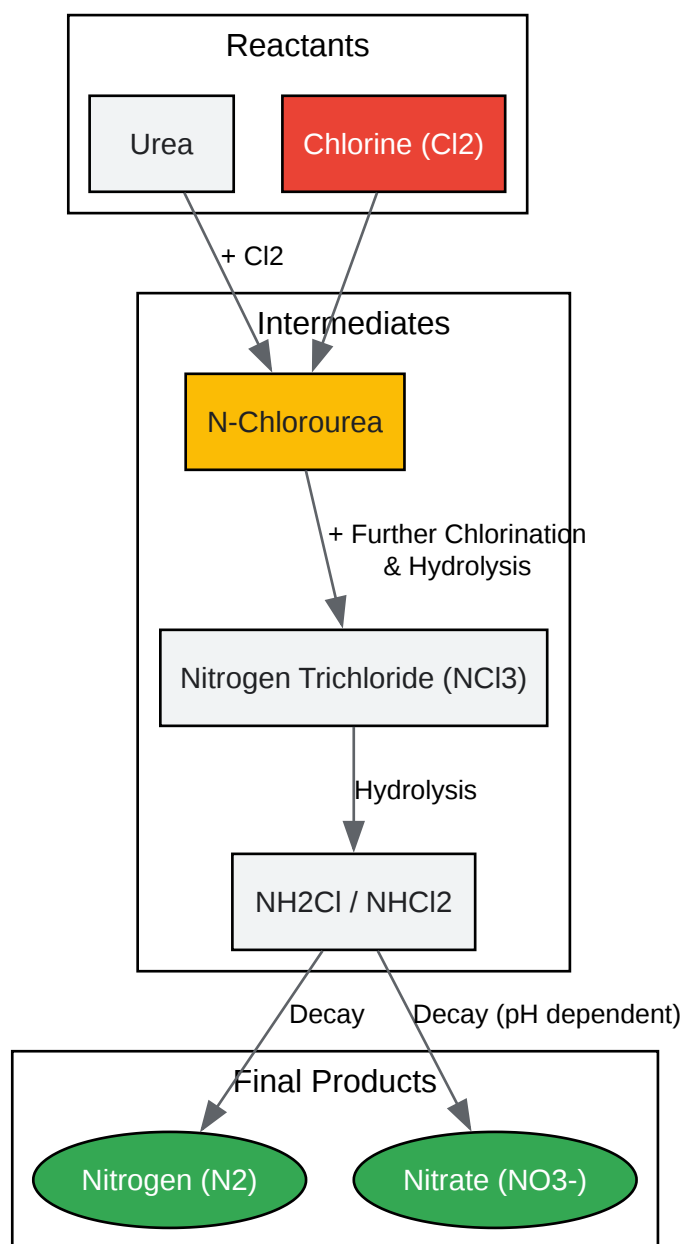 Reactants
Urea
Chlorine (Cl2)
+ Cl2
Intermediates
N-Chlorourea
+ Further Chlorination
& Hydrolysis
Nitrogen Trichloride (NCl3)
Hydrolysis
NH2Cl / NHCl2
Decay
Decay (pH dependent)
Final Products
Nitrogen (N2)
Nitrate (NO3-)